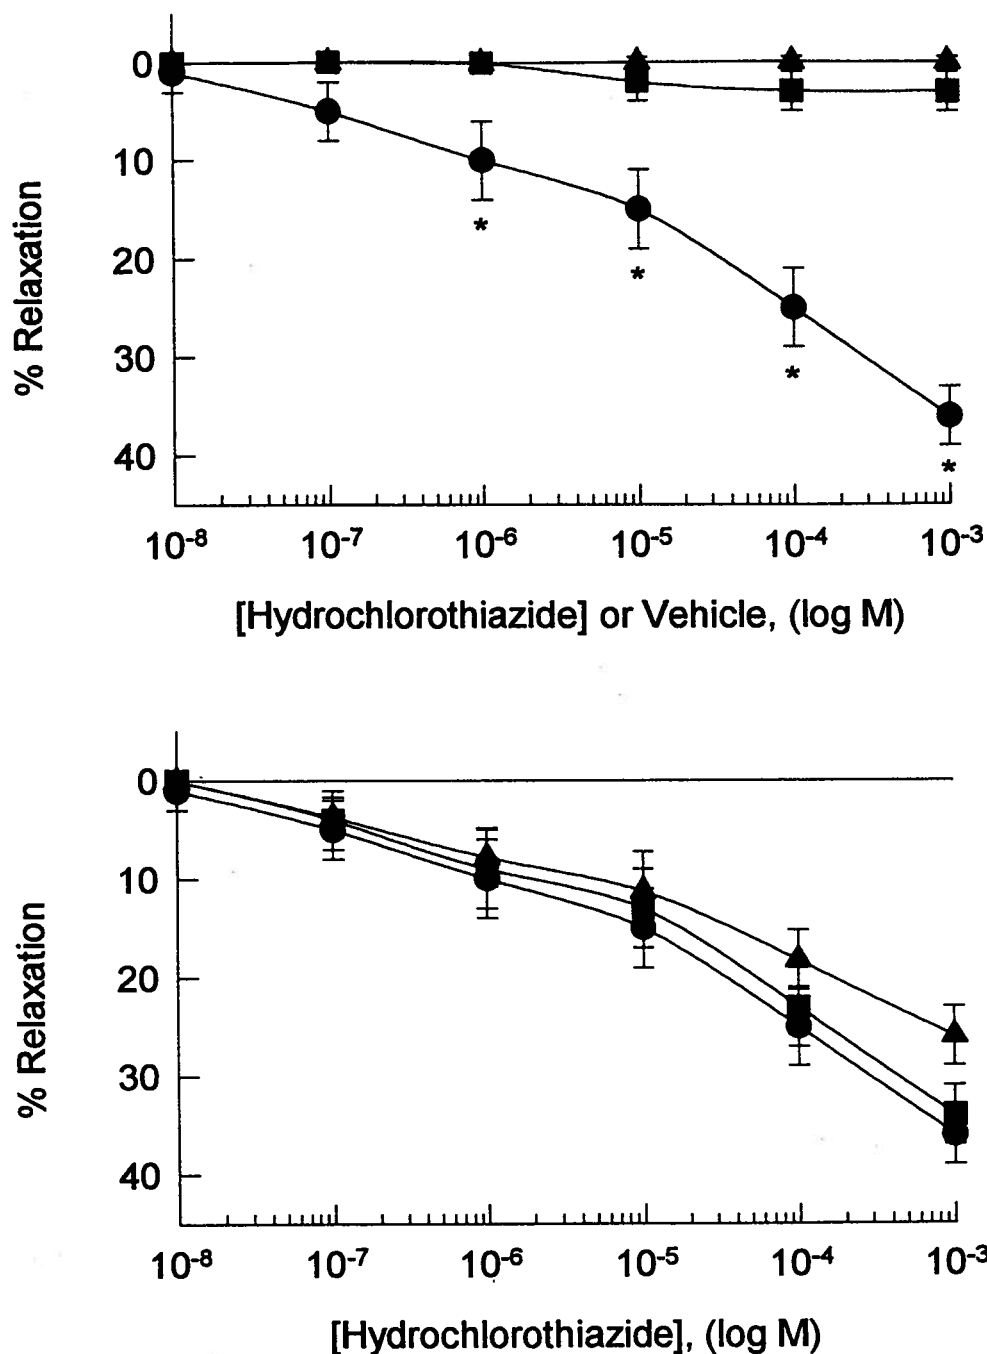 0
10
20
30
40
% Relaxation
*
*
*
*
10-8 10-7 10-6 10-5 10-4 10-3
[Hydrochlorothiazide] or Vehicle, (log M)
0
10
20
30
40
% Relaxation
10-8 10-7 10-6 10-5 10-4 10-3
[Hydrochlorothiazide], (log M)